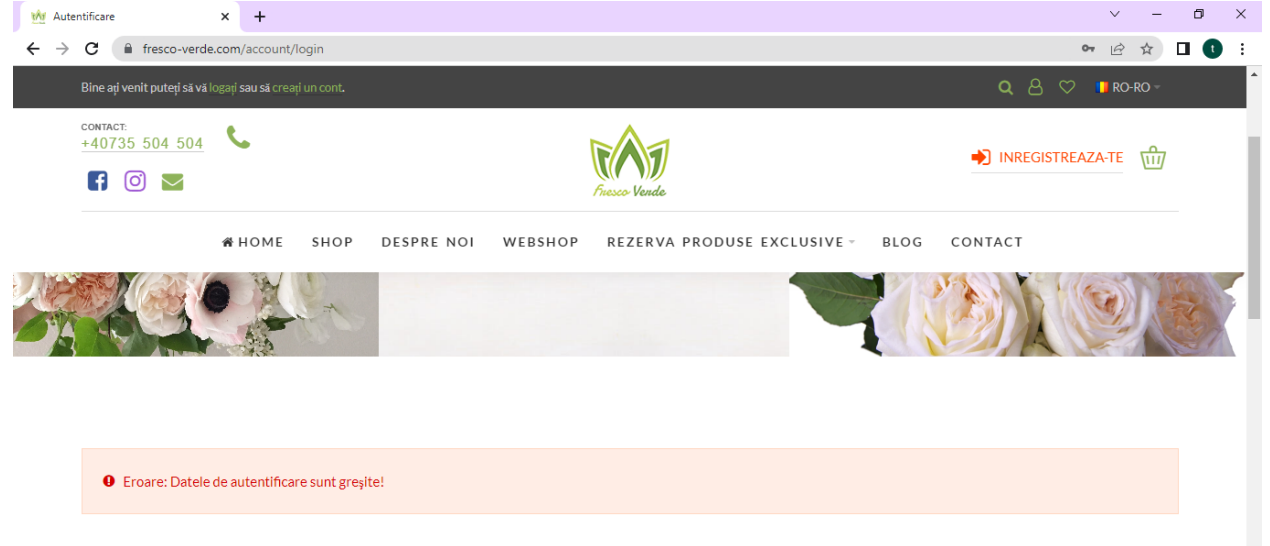 Autentificare
fresco-verde.com/account/login
t
Bine ați venit puteți să vă logați sau să creați un cont.
RO-RO
CONTACT:
+40735 504 504
Fresco Verde
INREGISTREAZA-TE
HOME SHOP DESPRE NOI WEBSHOP REZERVA PRODUSE EXCLUSIVE BLOG CONTACT
Eroare: Datele de autentificare sunt greșite!